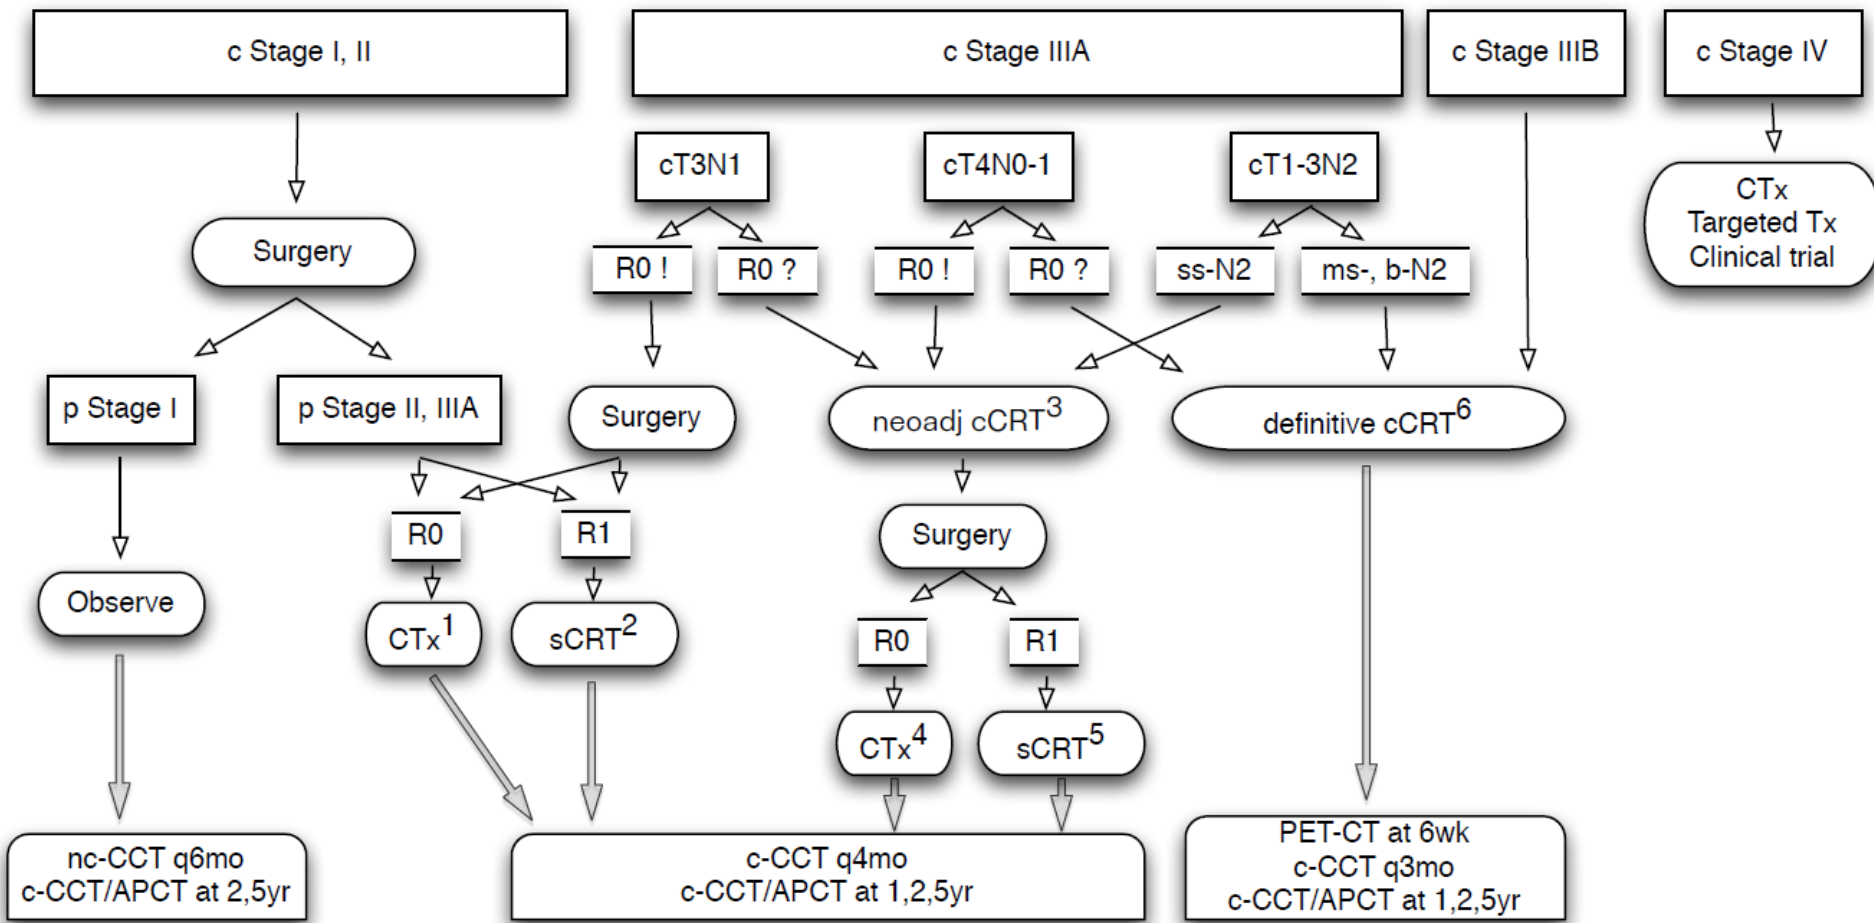 c Stage I, II
c Stage IIIA
c Stage IIIB
c Stage IV
cT3N1
cT4N0-1
cT1-3N2
CTx
Targeted Tx
Clinical trial
Surgery
R0 !
R0 ?
R0 !
R0 ?
ss-N2
ms-, b-N2
p Stage I
p Stage II, IIIA
Surgery
neoadj cCRT3
definitive cCRT6
R0
R1
Surgery
Observe
CTx1
sCRT2
R0
R1
CTx4
sCRT5
nc-CCT q6mo
c-CCT/APCT at 2,5yr
c-CCT q4mo
c-CCT/APCT at 1,2,5yr
PET-CT at 6wk
c-CCT q3mo
c-CCT/APCT at 1,2,5yr